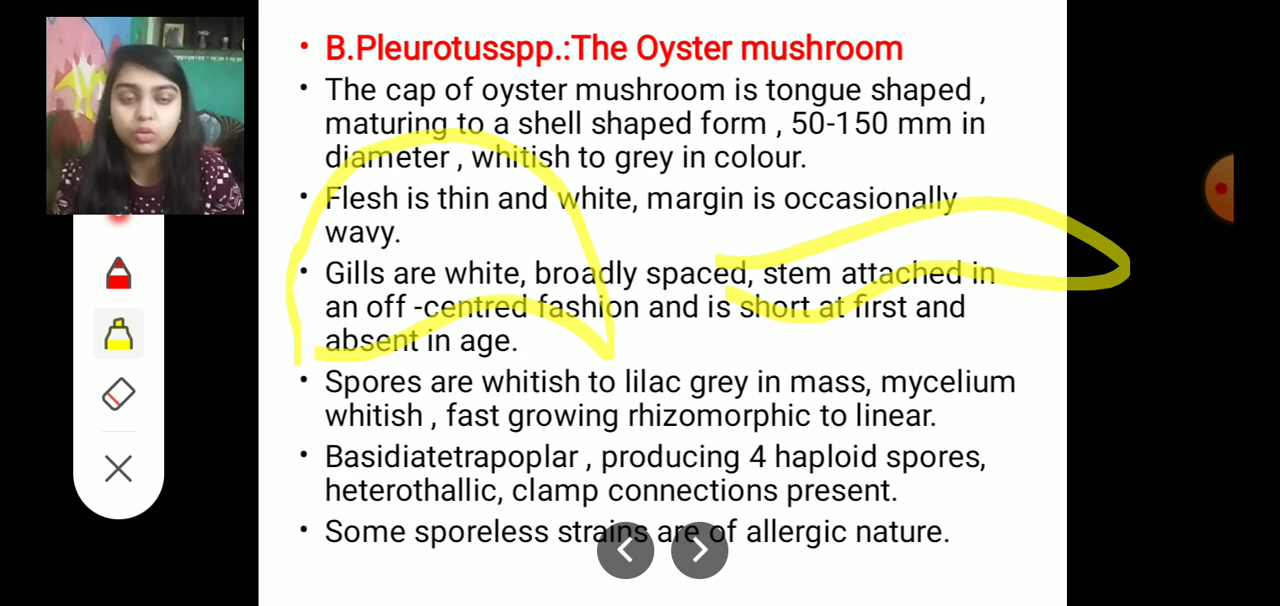 • B.Pleurotusspp.:The Oyster mushroom
• The cap of oyster mushroom is tongue shaped ,
maturing to a shell shaped form , 50-150 mm in
diameter , whitish to grey in colour.
• Flesh is thin and white, margin is occasionally
wavy.
• Gills are white, broadly spaced, stem attached in
an off -centred fashion and is short at first and
absent in age.
• Spores are whitish to lilac grey in mass, mycelium
whitish , fast growing rhizomorphic to linear.
• Basidiatetrapoplar , producing 4 haploid spores,
heterothallic, clamp connections present.
• Some sporeless strains are of allergic nature.